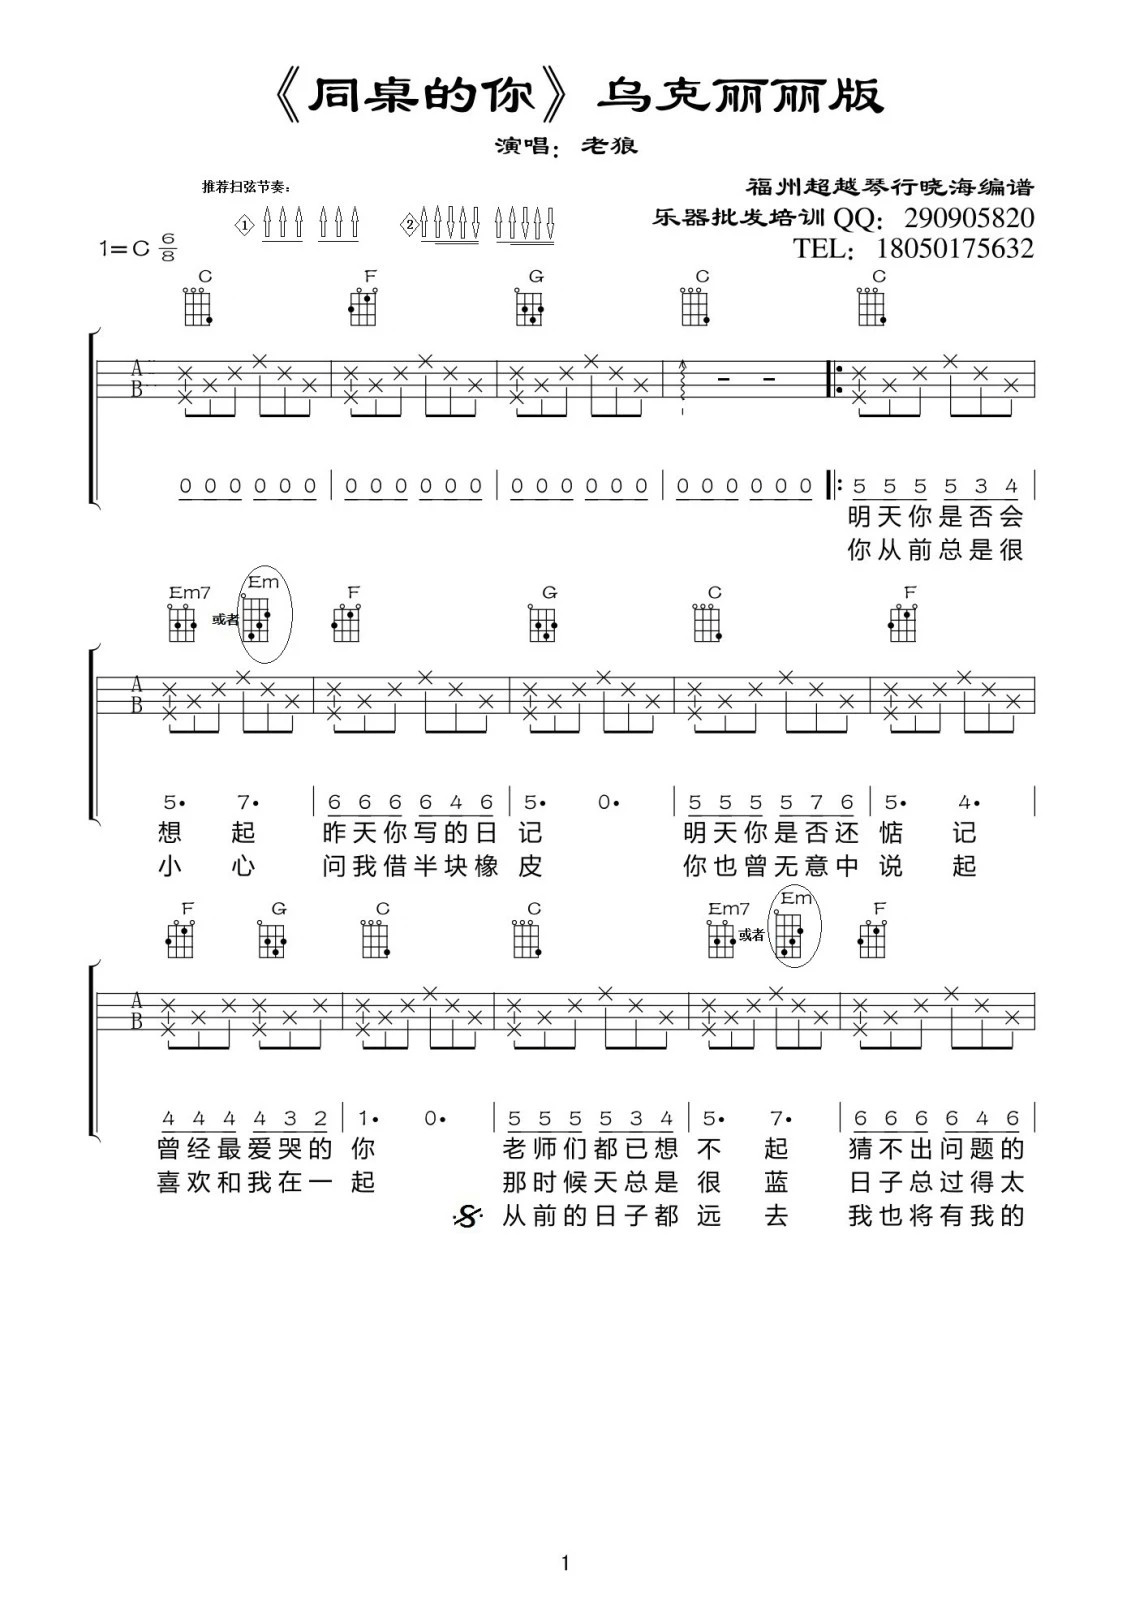 《同桌的你》乌克丽丽版
演唱：老狼
推荐扫弦节奏：
福州超越琴行晓海编谱
① ②
乐器批发培训 QQ：290905820
1=C 6/8
TEL：18050175632
C F G C C
A
B
0 0 0 0 0 0 | 0 0 0 0 0 0 | 0 0 0 0 0 0 | 0 0 0 0 0 0 |: 5 5 5 5 3 4 |
明天你是否会
你从前总是很
Em7 或者 Em F G C F
A
B
5· 7· | 6 6 6 6 4 6 | 5· 0· | 5 5 5 5 7 6 | 5· 4· |
想起 昨天你写的日记 明天你是否还惦记
小心 问我借半块橡皮 你也曾无意中说起
F G C C Em7 或者 Em F
A
B
4 4 4 4 3 2 | 1· 0· | 5 5 5 5 3 4 | 5· 7· | 6 6 6 6 4 6 |
曾经最爱哭的你 老师们都已想不起 猜不出问题的
喜欢和我在一起 那时候天总是很蓝 日子总过得太
从前的日子都远去 我也将有我的
1